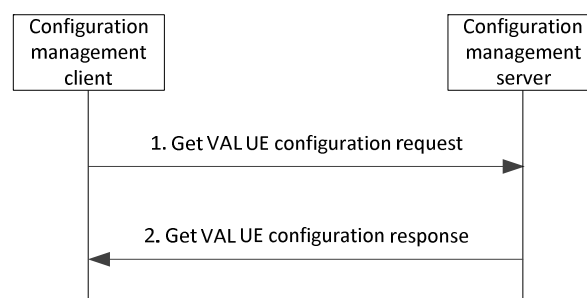 Configuration
management
client
Configuration
management
server
1. Get VAL UE configuration request
2. Get VAL UE configuration response